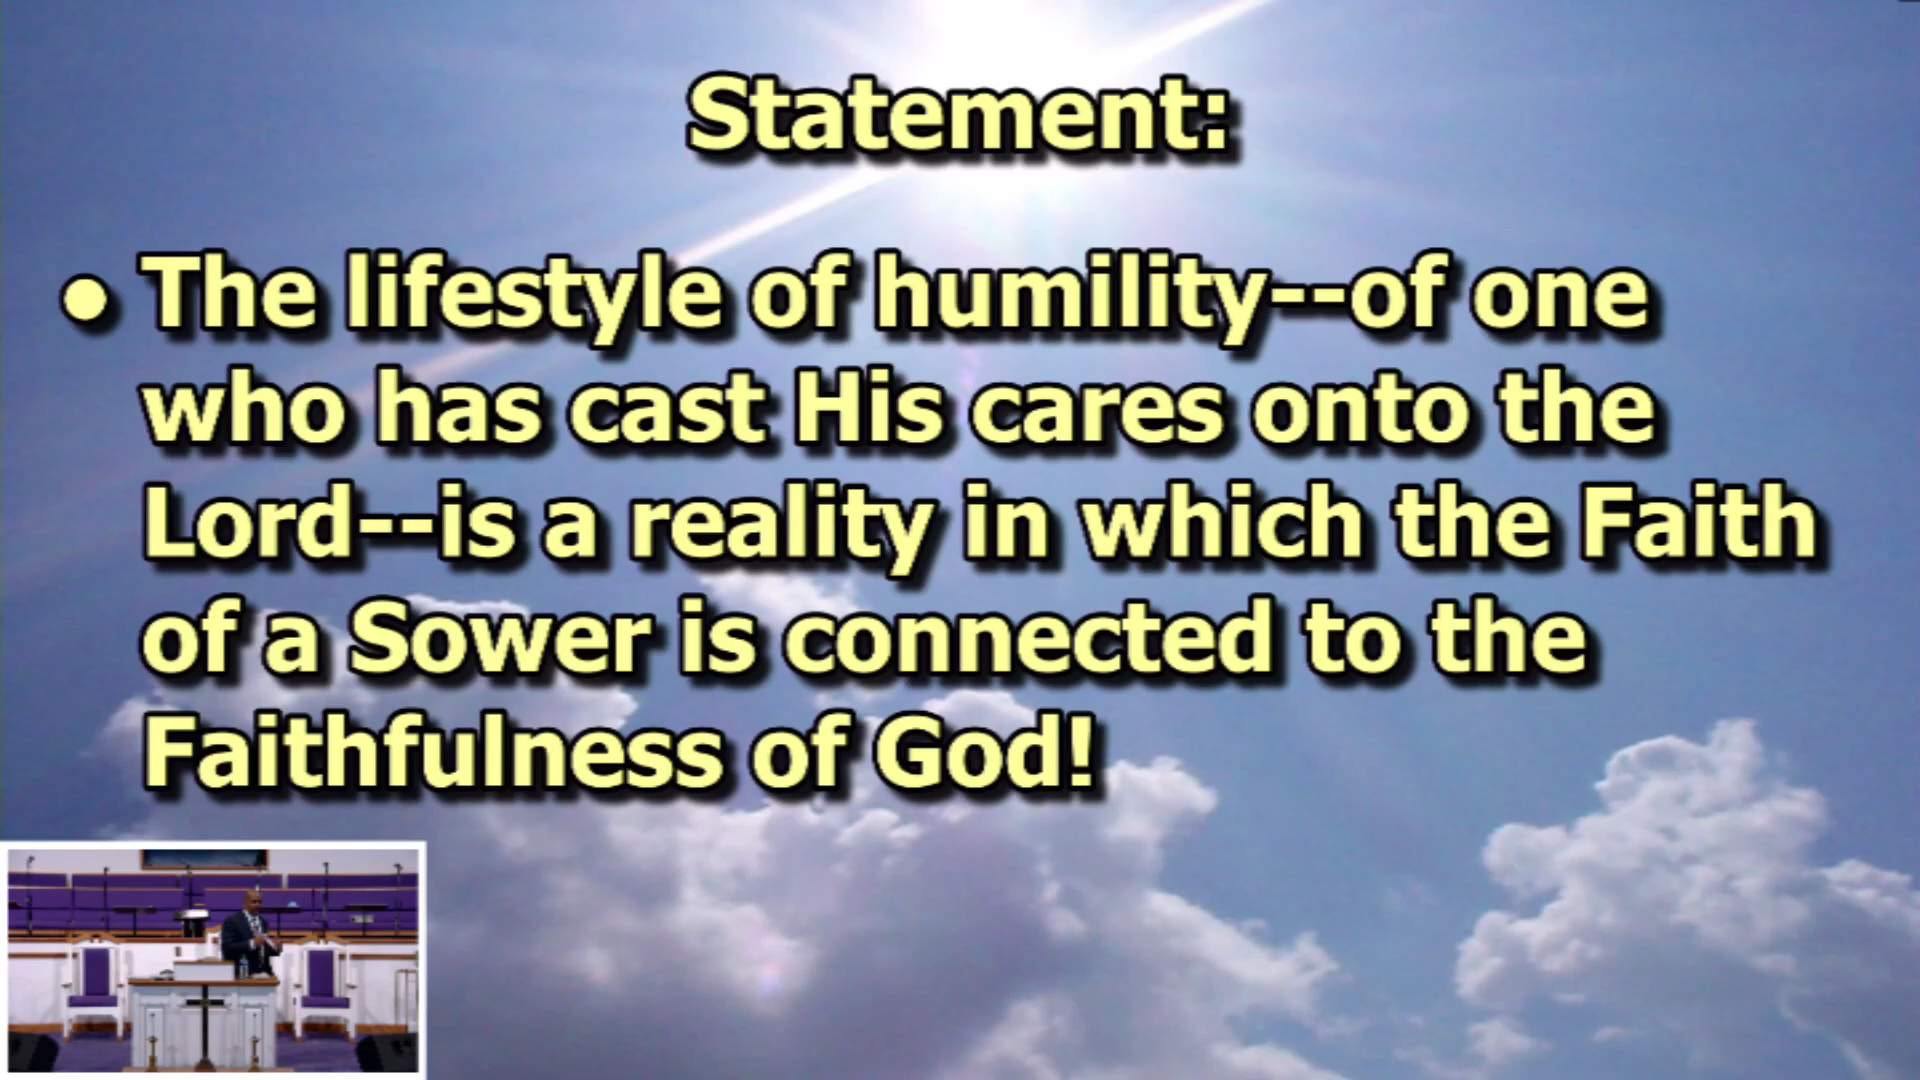 Statement:
• The lifestyle of humility--of one
who has cast His cares onto the
Lord--is a reality in which the Faith
of a Sower is connected to the
Faithfulness of God!